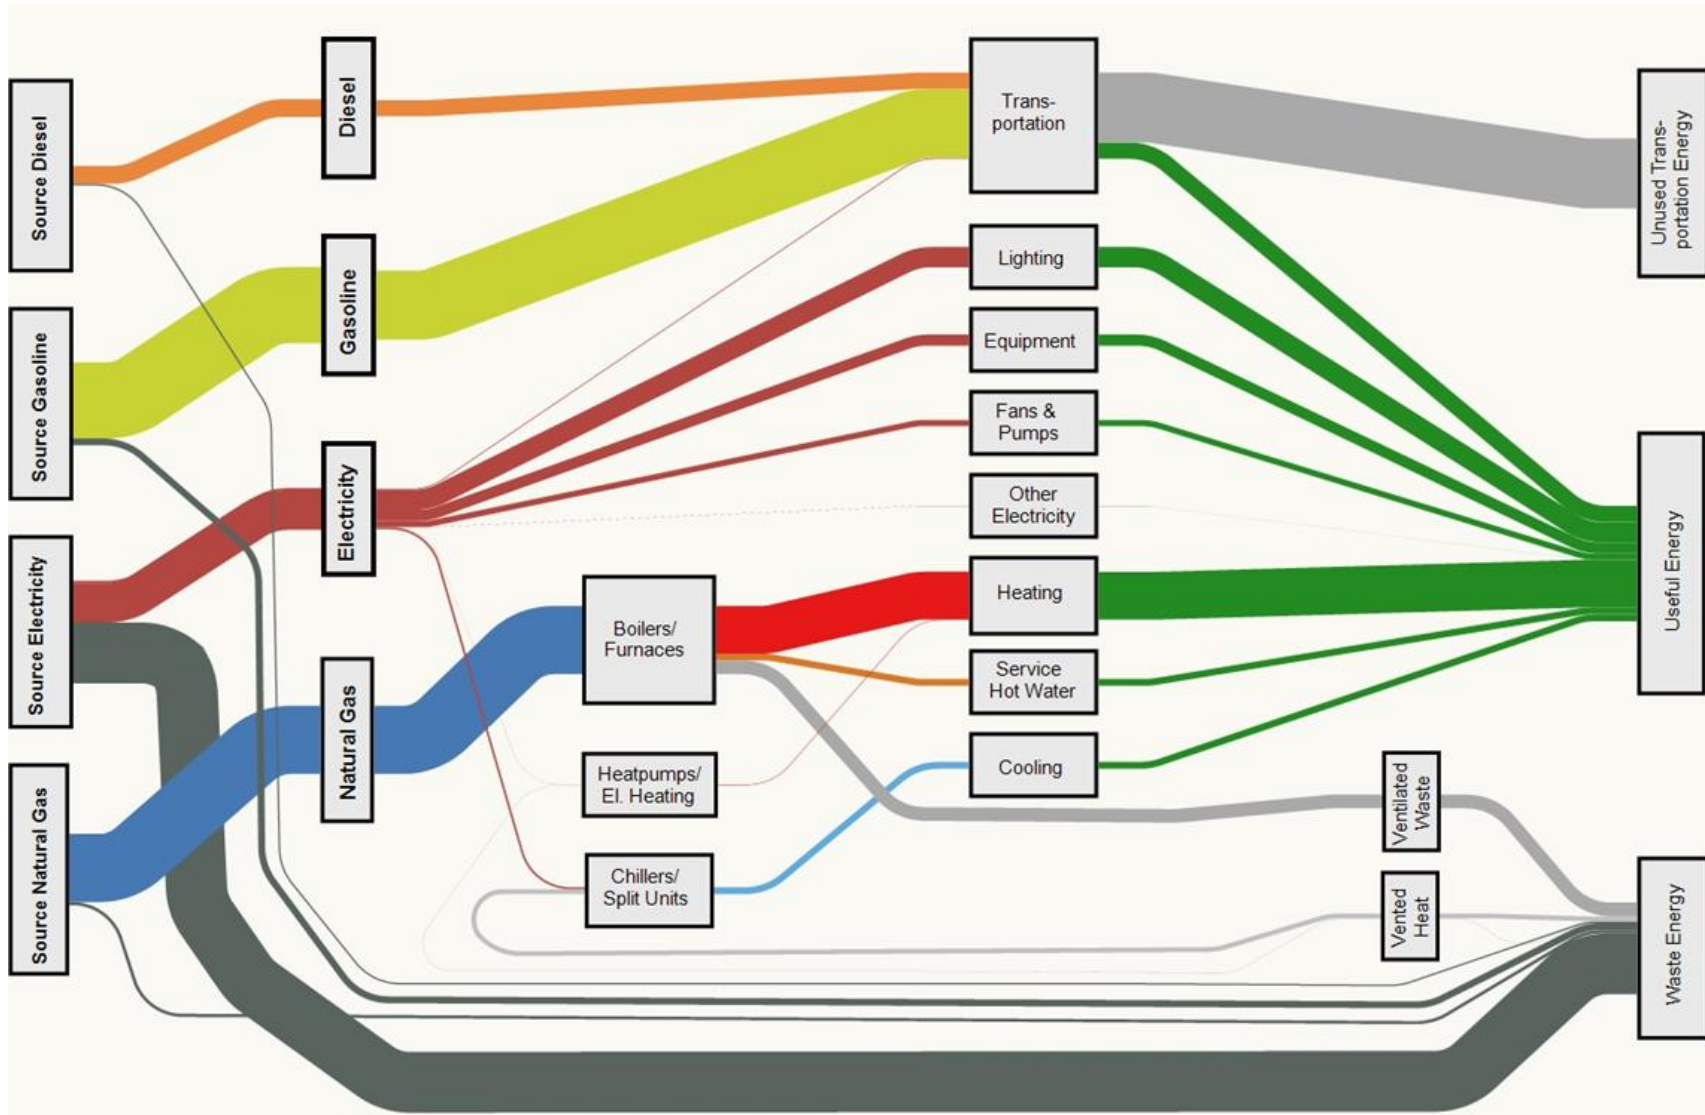 Source Diesel
Source Gasoline
Source Electricity
Source Natural Gas
Diesel
Gasoline
Electricity
Natural Gas
Boilers/
Furnaces
Heatpumps/
El. Heating
Chillers/
Split Units
Trans-
portation
Lighting
Equipment
Fans &
Pumps
Other
Electricity
Heating
Service
Hot Water
Cooling
Ventilated
Waste
Vented
Heat
Unused Trans-
portation Energy
Useful Energy
Waste Energy